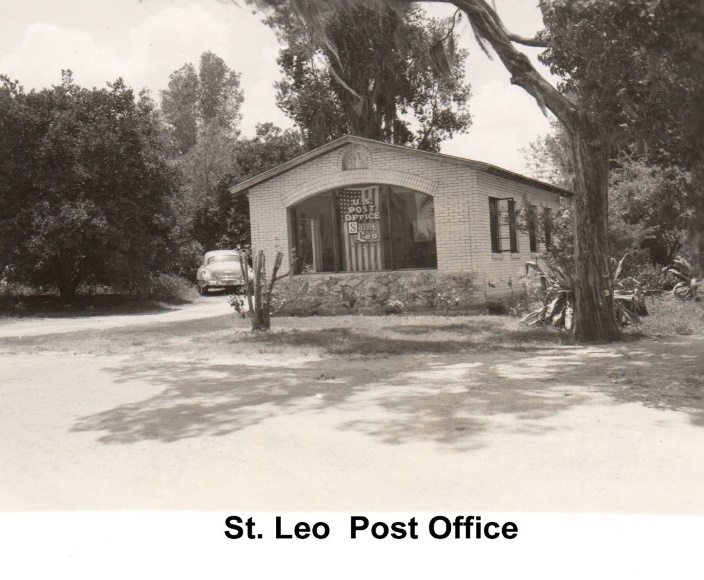 U.S.
POST
OFFICE
Saint
Leo
St. Leo Post Office